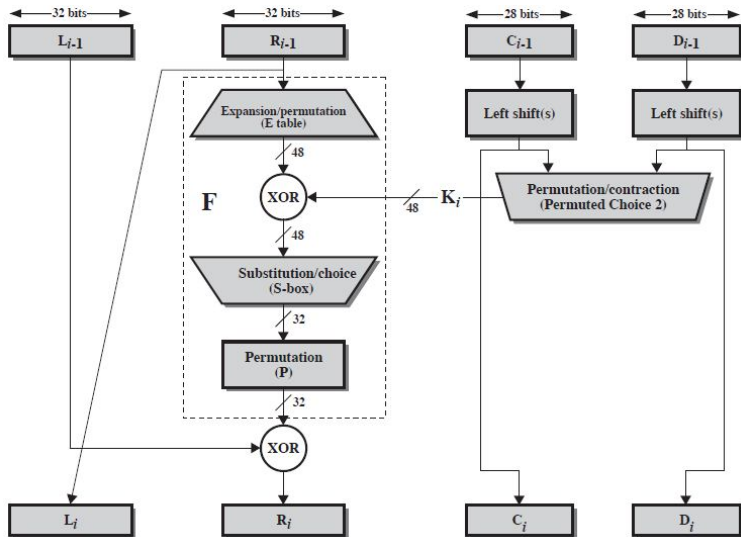 32 bits 32 bits 28 bits 28 bits
Li-1 Ri-1 Ci-1 Di-1
Expansion/permutation
(E table)
Left shift(s) Left shift(s)
48
F XOR 48 Ki Permutation/contraction
(Permuted Choice 2)
48
Substitution/choice
(S-box)
32
Permutation
(P)
32
XOR
Li Ri Ci Di